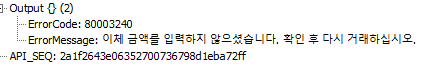 Output {} (2)
ErrorCode: 80003240
ErrorMessage: 이체 금액을 입력하지 않으셨습니다. 확인 후 다시 거래하십시오.
API_SEQ: 2a1f2643e06352700736798d1eba72ff